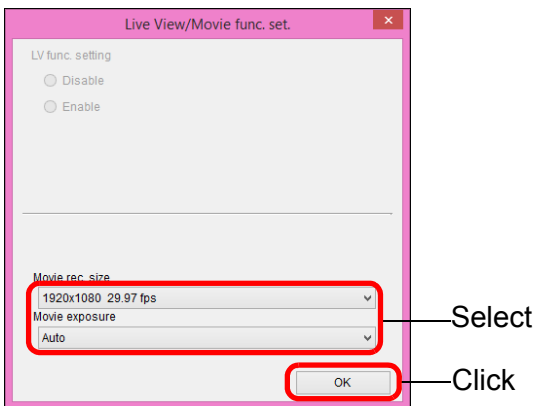 Live View/Movie func. set.
LV func. setting
Disable
Enable
Movie rec. size
1920x1080 29.97 fps
Movie exposure
Auto
Select
OK
Click